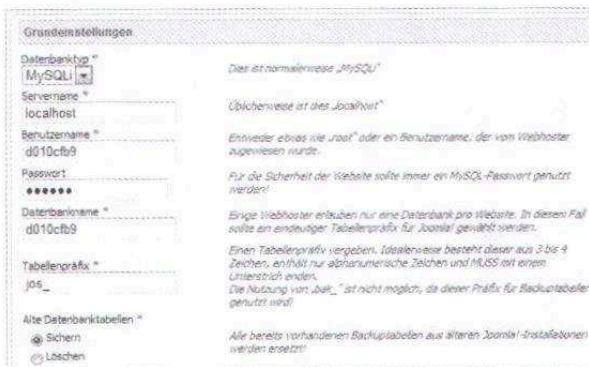 Grundeinstellungen
Datenbanktyp *
MySQLi
Dies ist normalerweise „MySQLi“
Servername *
localhost
Üblicherweise ist dies „localhost“
Benutzername *
d010cfb9
Entweder etwas wie „root“ oder ein Benutzername, der vom Webhoster
zugewiesen wurde.
Passwort
●●●●●●
Für die Sicherheit der Website sollte immer ein MySQL-Passwort genutzt
werden!
Datenbankname *
d010cfb9
Einige Webhoster erlauben nur eine Datenbank pro Website. In diesem Fall
sollte ein eindeutiger Tabellenpräfix für Joomla! gewählt werden.
Tabellenpräfix *
jos_
Einen Tabellenpräfix vergeben. Idealerweise besteht dieser aus 3 bis 4
Zeichen, enthält nur alphanumerische Zeichen und MUSS mit einem
Unterstrich enden.
Die Nutzung von „bak_“ ist nicht möglich, da dieser Präfix für Backuptabellen
genutzt wird!
Alte Datenbanktabellen *
Sichern
Löschen
Alle bereits vorhandenen Backuptabellen aus älteren Joomla!-Installationen
werden ersetzt!